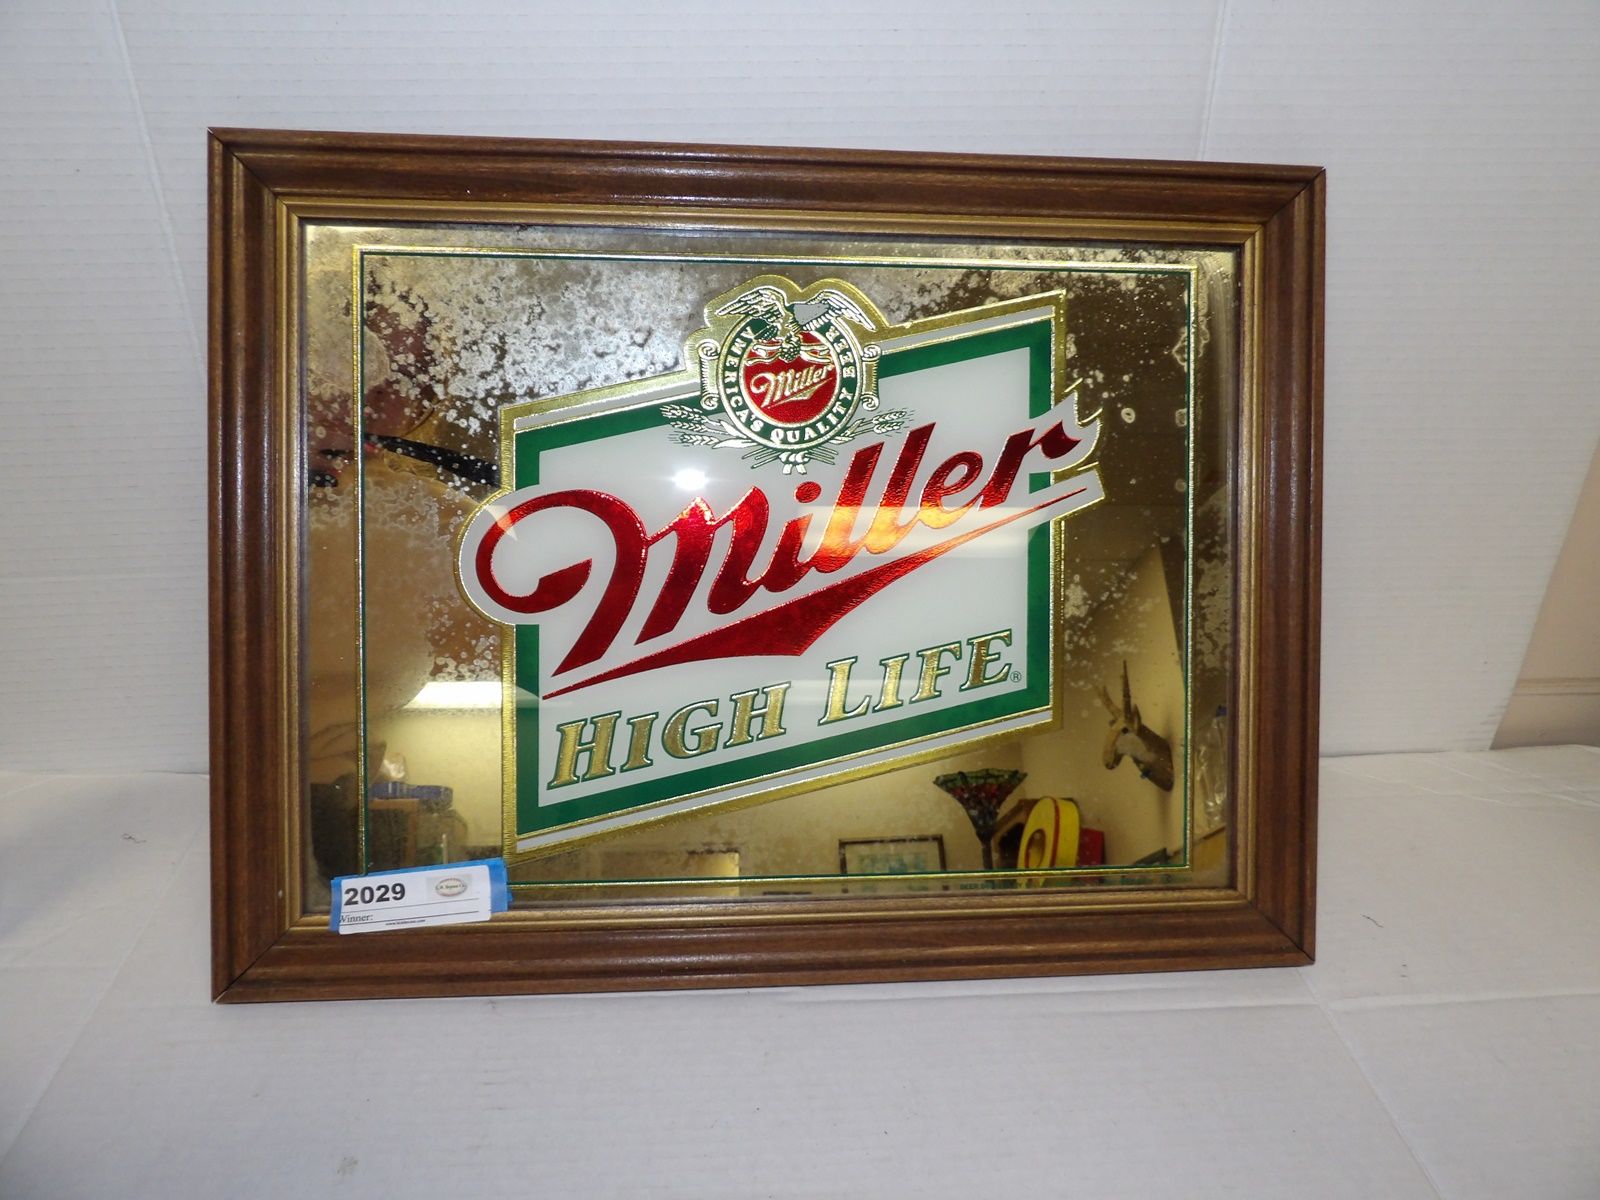 AMERICA'S QUALITY BEER
Miller
Miller
HIGH LIFE®
2029
Winner: